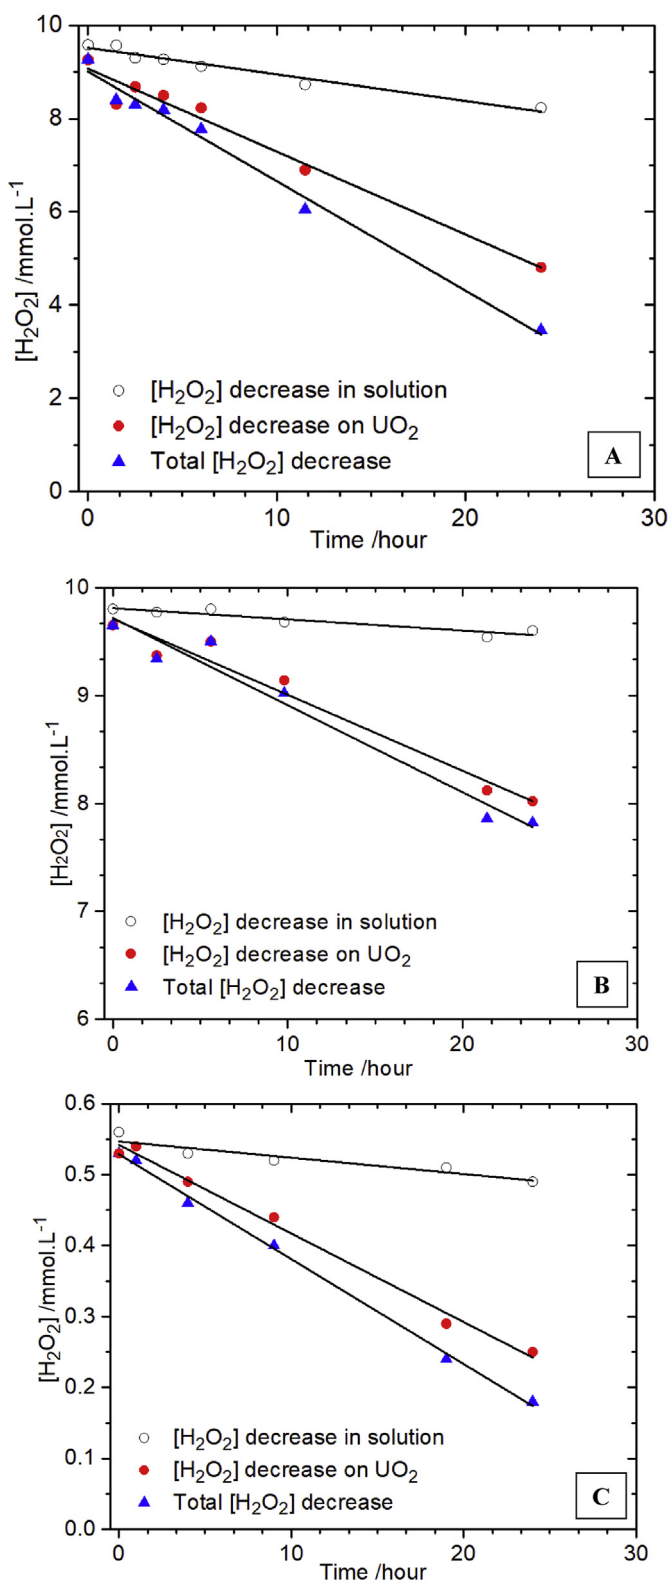 10
8
6
4
2
0
[H₂O₂] /mmol.L⁻¹
[H₂O₂] decrease in solution
[H₂O₂] decrease on UO₂
Total [H₂O₂] decrease
A
0 10 20 30
Time /hour
10
9
8
7
6
[H₂O₂] /mmol.L⁻¹
[H₂O₂] decrease in solution
[H₂O₂] decrease on UO₂
Total [H₂O₂] decrease
B
0 10 20 30
Time /hour
0.6
0.5
0.4
0.3
0.2
0.1
0.0
[H₂O₂] /mmol.L⁻¹
[H₂O₂] decrease in solution
[H₂O₂] decrease on UO₂
Total [H₂O₂] decrease
C
0 10 20 30
Time /hour